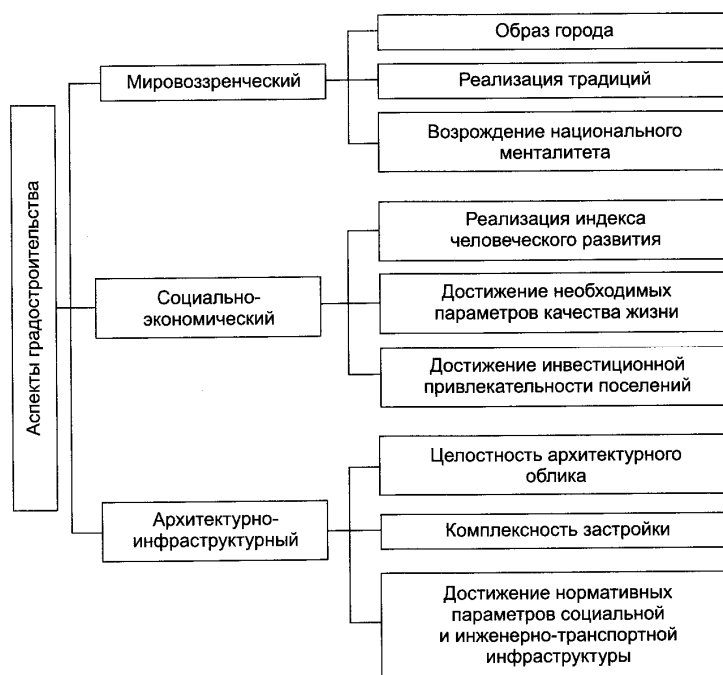 Аспекты градостроительства
Мировоззренческий
Образ города
Реализация традиций
Возрождение национального
менталитета
Социально-
экономический
Реализация индекса
человеческого развития
Достижение необходимых
параметров качества жизни
Достижение инвестиционной
привлекательности поселений
Архитектурно-
инфраструктурный
Целостность архитектурного
облика
Комплексность застройки
Достижение нормативных
параметров социальной
и инженерно-транспортной
инфраструктуры